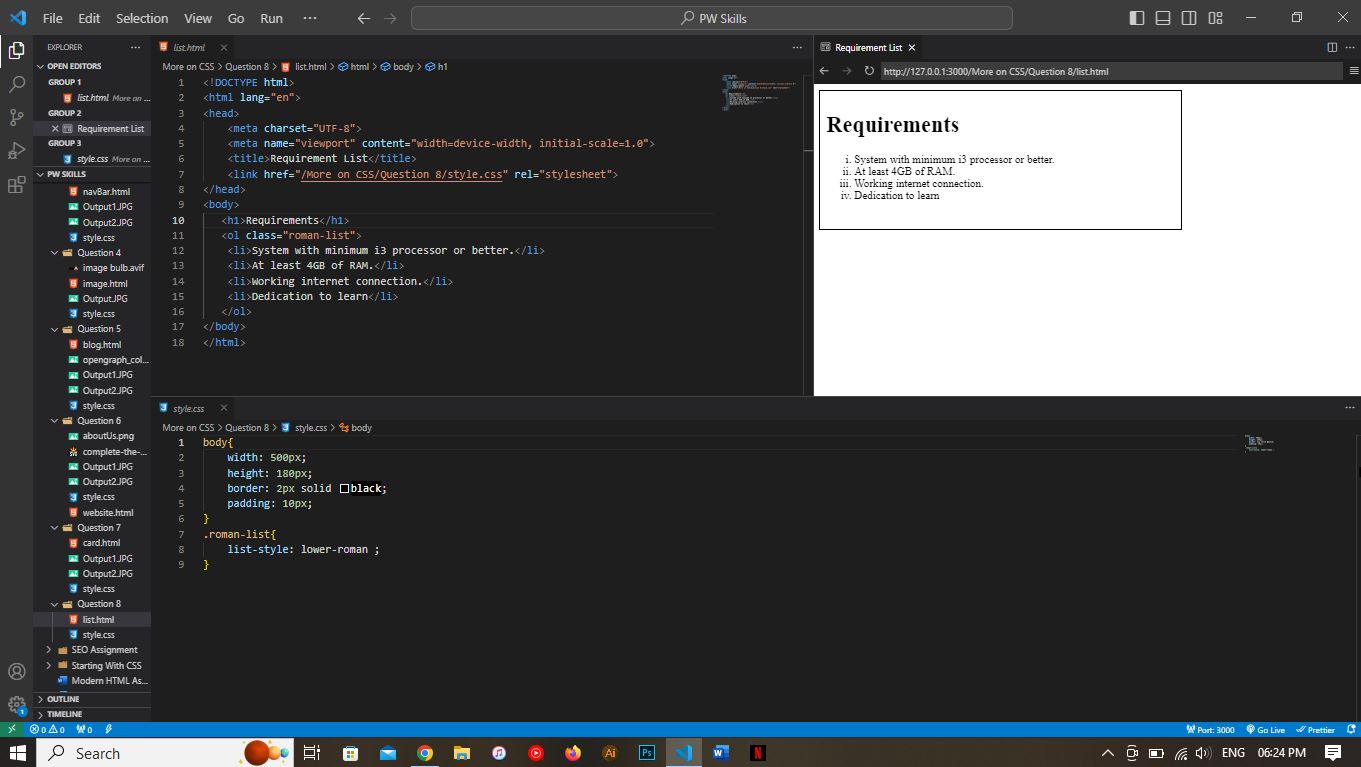 File Edit Selection View Go Run ··· PW Skills
EXPLORER ···
OPEN EDITORS
GROUP 1
list.html More on ...
GROUP 2
Requirement List
GROUP 3
style.css More on ...
PW SKILLS
navBar.html
Output1.JPG
Output2.JPG
style.css
Question 4
image bulb.avif
image.html
Output.JPG
style.css
Question 5
blog.html
opengraph_col...
Output1.JPG
Output2.JPG
style.css
Question 6
aboutUs.png
complete-the-...
Output1.JPG
Output2.JPG
style.css
website.html
Question 7
card.html
Output1.JPG
Output2.JPG
style.css
Question 8
list.html
style.css
SEO Assignment
Starting With CSS
Modern HTML As...
OUTLINE
TIMELINE
list.html
More on CSS > Question 8 > list.html > html > body > h1
1 <!DOCTYPE html>
2 <html lang="en">
3 <head>
4 <meta charset="UTF-8">
5 <meta name="viewport" content="width=device-width, initial-scale=1.0">
6 <title>Requirement List</title>
7 <link href="/More on CSS/Question 8/style.css" rel="stylesheet">
8 </head>
9 <body>
10 <h1>Requirements</h1>
11 <ol class="roman-list">
12 <li>System with minimum i3 processor or better.</li>
13 <li>At least 4GB of RAM.</li>
14 <li>Working internet connection.</li>
15 <li>Dedication to learn</li>
16 </ol>
17 </body>
18 </html>
Requirement List
http://127.0.0.1:3000/More on CSS/Question 8/list.html
Requirements
i. System with minimum i3 processor or better.
ii. At least 4GB of RAM.
iii. Working internet connection.
iv. Dedication to learn
style.css
More on CSS > Question 8 > style.css > body
1 body{
2 width: 500px;
3 height: 180px;
4 border: 2px solid black;
5 padding: 10px;
6 }
7 .roman-list{
8 list-style: lower-roman ;
9 }
1
0 0 0 Port: 3000 Go Live Prettier
Search Ai Ps W N ENG 06:24 PM